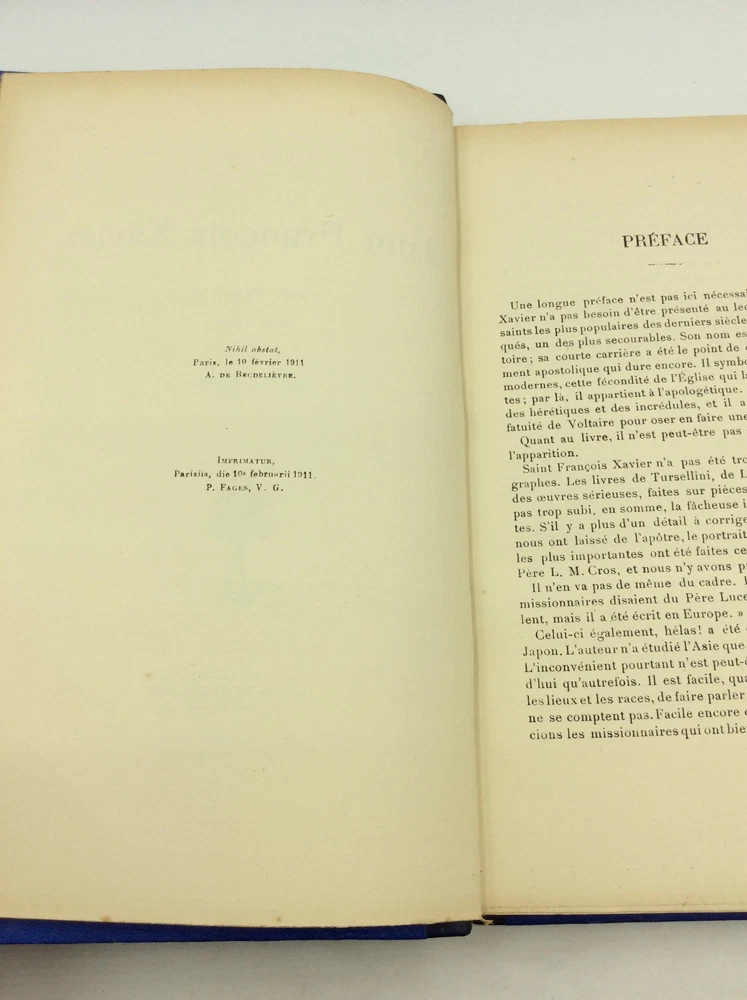 Nihil obstat,
Paris, le 10 février 1911
A. DE BECDELIÈVRE.
IMPRIMATUR,
Parisiis, die 10ª februarii 1911.
P. FAGES, V. G.
PRÉFACE
Une longue préface n'est pas ici nécessai
Xavier n'a pas besoin d'être présenté au lec
saints les plus populaires des derniers siècle
qués, un des plus secourables. Son nom es
toire; sa courte carrière a été le point de
ment apostolique qui dure encore. Il symbo
modernes, cette fécondité de l'Église qui l
tes; par là, il appartient à l'apologétique.
des hérétiques et des incrédules, et il a
fatuité de Voltaire pour oser en faire une
Quant au livre, il n'est peut-être pas
l'apparition.
Saint François Xavier n'a pas été tro
graphes. Les livres de Tursellini, de L
des œuvres sérieuses, faites sur pièces
pas trop subi, en somme, la fâcheuse i
tes. S'il y a plus d'un détail à corrige
nous ont laissé de l'apôtre, le portrait
les plus importantes ont été faites ce
Père L. M. Cros, et nous n'y avons p
Il n'en va pas de même du cadre.
missionnaires disaient du Père Luce
lent, mais il a été écrit en Europe. »
Celui-ci également, hélas! a été
Japon. L'auteur n'a étudié l'Asie que
L'inconvénient pourtant n'est peut-
d'hui qu'autrefois. Il est facile, qua
les lieux et les races, de faire parler
ne se comptent pas. Facile encore
cious les missionnaires qui ont bie